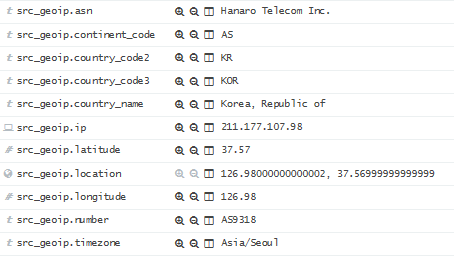 t src_geoip.asn Hanaro Telecom Inc.
t src_geoip.continent_code AS
t src_geoip.country_code2 KR
t src_geoip.country_code3 KOR
t src_geoip.country_name Korea, Republic of
src_geoip.ip 211.177.107.98
# src_geoip.latitude 37.57
src_geoip.location 126.98000000000002, 37.56999999999999
# src_geoip.longitude 126.98
t src_geoip.number AS9318
t src_geoip.timezone Asia/Seoul